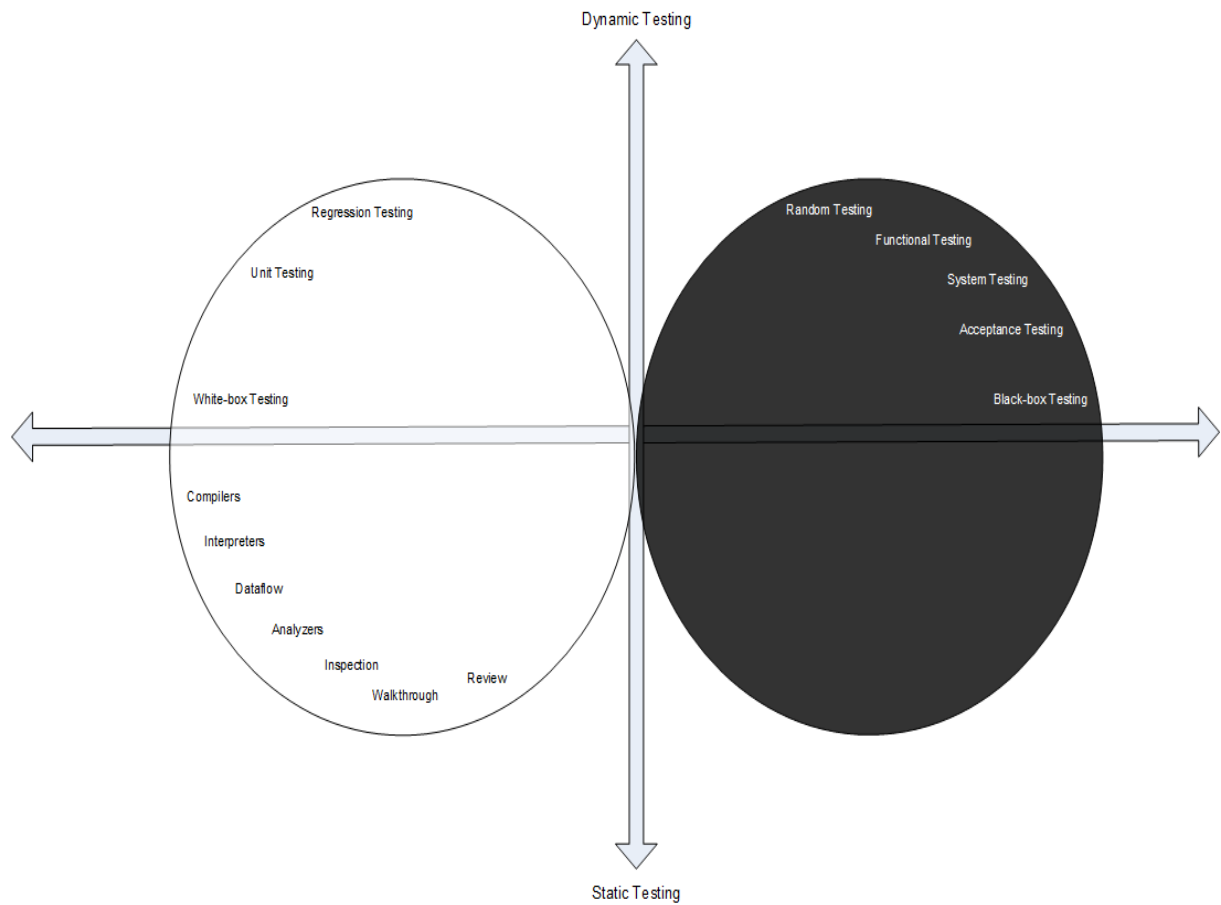 Dynamic Testing
Regression Testing
Unit Testing
White-box Testing
Compilers
Interpreters
Dataflow
Analyzers
Inspection
Walkthrough
Review
Random Testing
Functional Testing
System Testing
Acceptance Testing
Black-box Testing
Static Testing